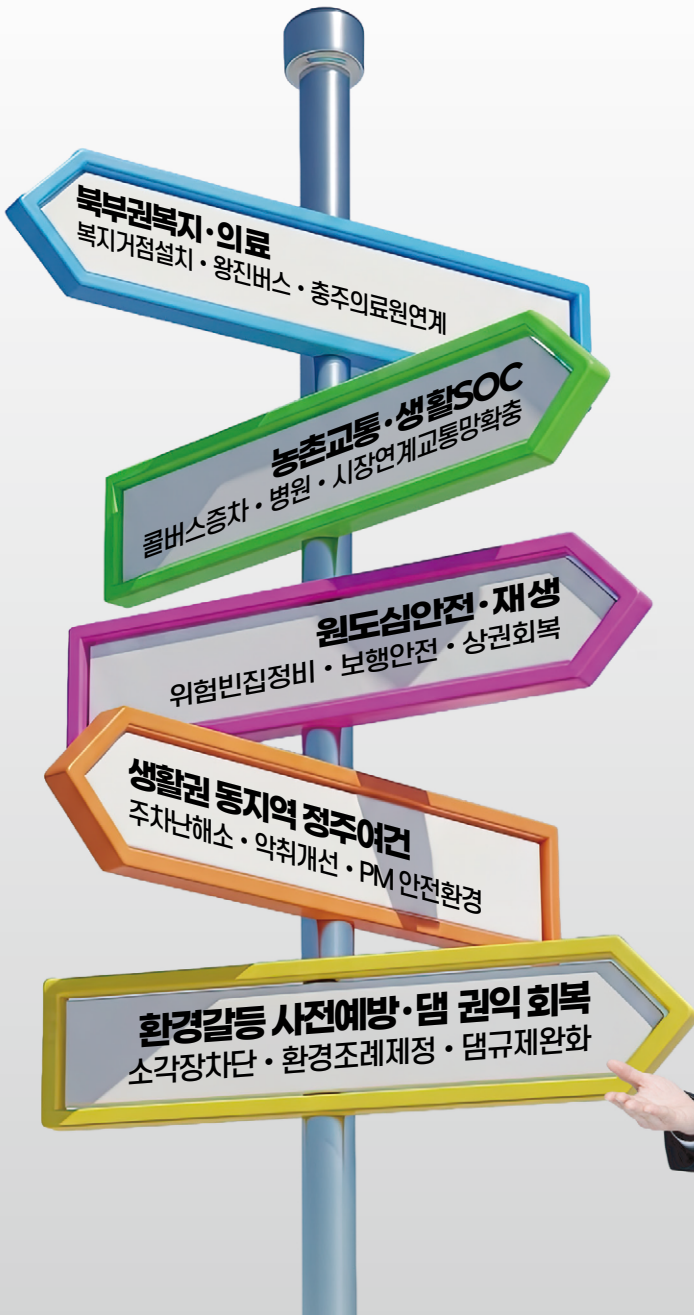 북부권복지·의료
복지거점설치·왕진버스·충주의료원연계
농촌교통·생활SOC
콜버스증차·병원·시장연계교통망확충
원도심안전·재생
위험빈집정비·보행안전·상권회복
생활권 동지역 정주여건
주차난해소·악취개선·PM 안전환경
환경갈등 사전예방·댐 권익 회복
소각장차단·환경조례제정·댐규제완화